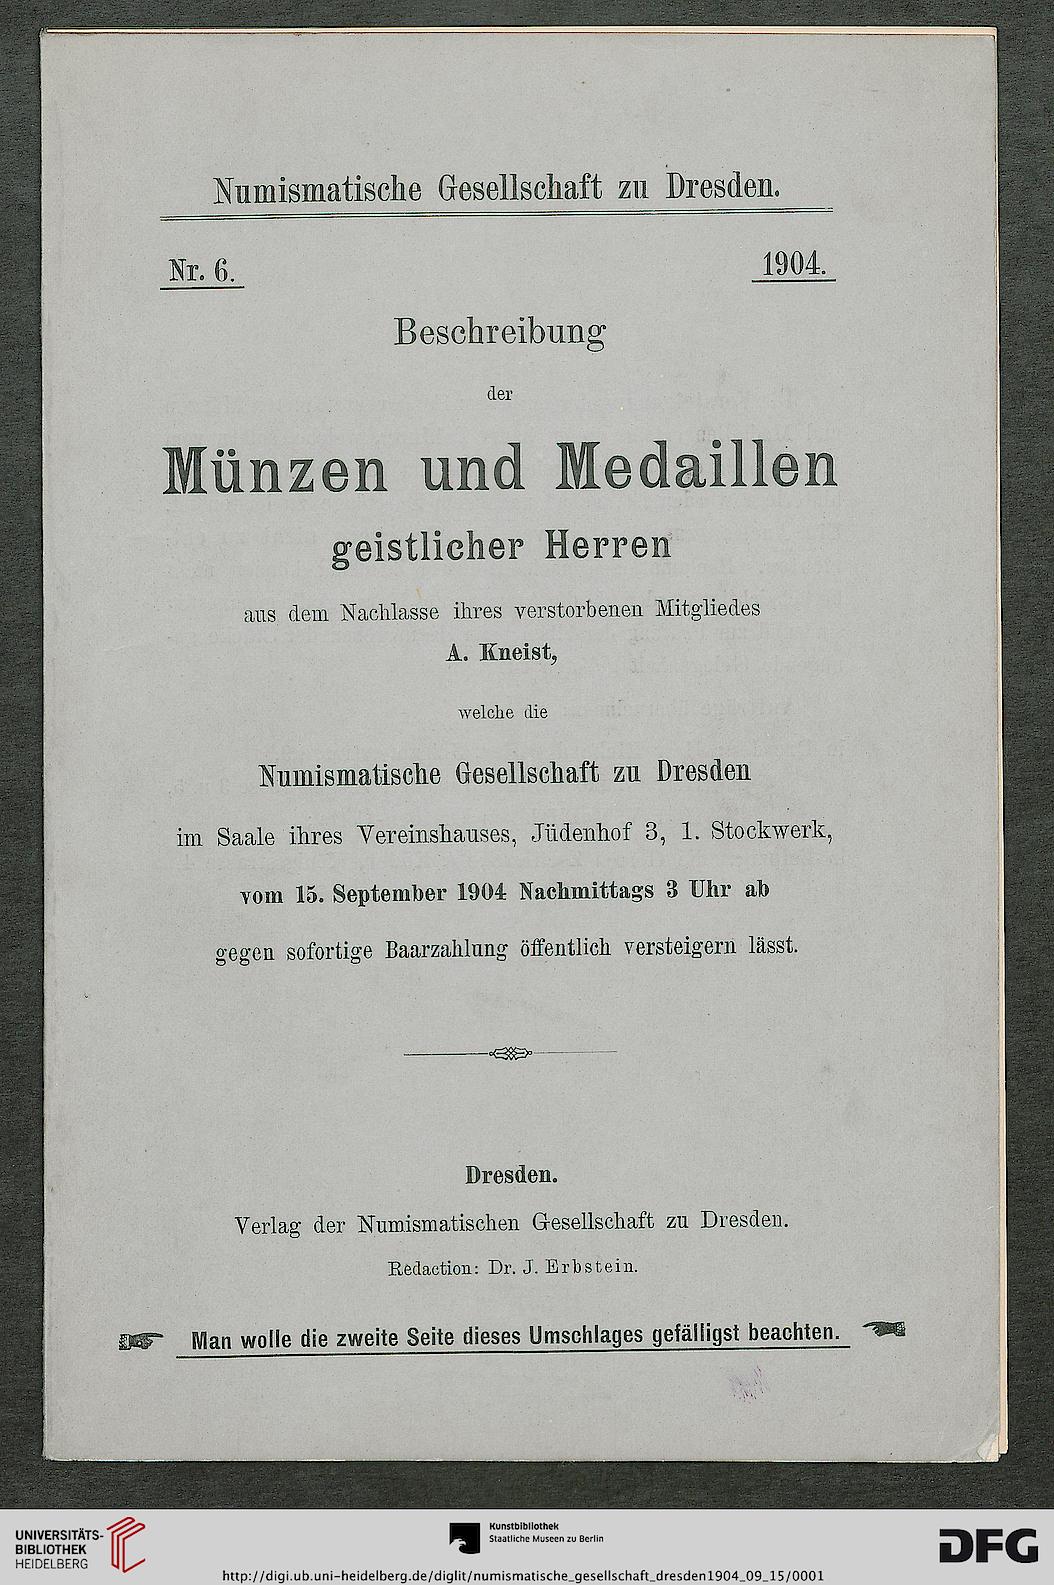 Numismatische Gesellschaft zu Dresden.
Nr. 6.
1904.
Beschreibung
der
Münzen und Medaillen
geistlicher Herren
aus dem Nachlasse ihres verstorbenen Mitgliedes
A. Kneist,
welche die
Numismatische Gesellschaft zu Dresden
im Saale ihres Vereinshauses, Jüdenhof 3, 1. Stockwerk,
vom 15. September 1904 Nachmittags 3 Uhr ab
gegen sofortige Baarzahlung öffentlich versteigern lässt.
Dresden.
Verlag der Numismatischen Gesellschaft zu Dresden.
Redaction: Dr. J. Erbstein.
Man wolle die zweite Seite dieses Umschlages gefälligst beachten.
UNIVERSITÄTS-
BIBLIOTHEK
HEIDELBERG
Kunstbibliothek
Staatliche Museen zu Berlin
DFG
http://digi.ub.uni-heidelberg.de/diglit/numismatische_gesellschaft_dresden1904_09_15/0001